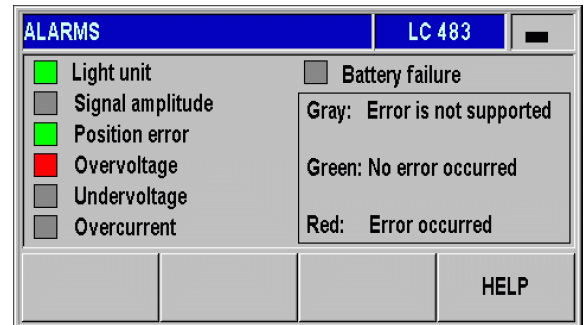 ALARMS LC 483
Light unit
Signal amplitude
Position error
Overvoltage
Undervoltage
Overcurrent
Battery failure
Gray: Error is not supported
Green: No error occurred
Red: Error occurred
HELP